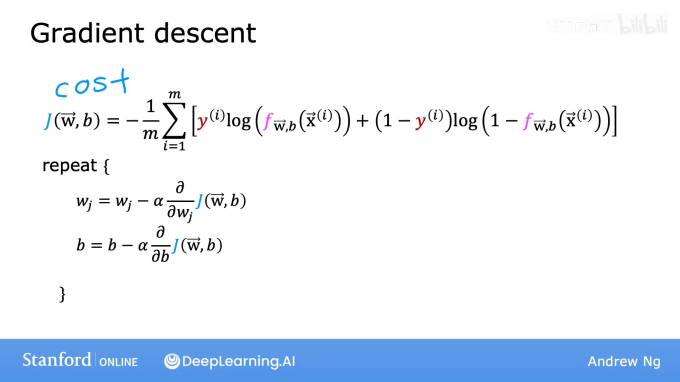 Gradient descent
bilibili
cost
J(w⃗, b) = −1/m ∑_{i=1}^{m} [y^{(i)} log(f_{w⃗,b}(x⃗^{(i)})) + (1 − y^{(i)}) log(1 − f_{w⃗,b}(x⃗^{(i)}))]
repeat {
w_j = w_j − α ∂/∂w_j J(w⃗, b)
b = b − α ∂/∂b J(w⃗, b)
}
Stanford | ONLINE DeepLearning.AI Andrew Ng